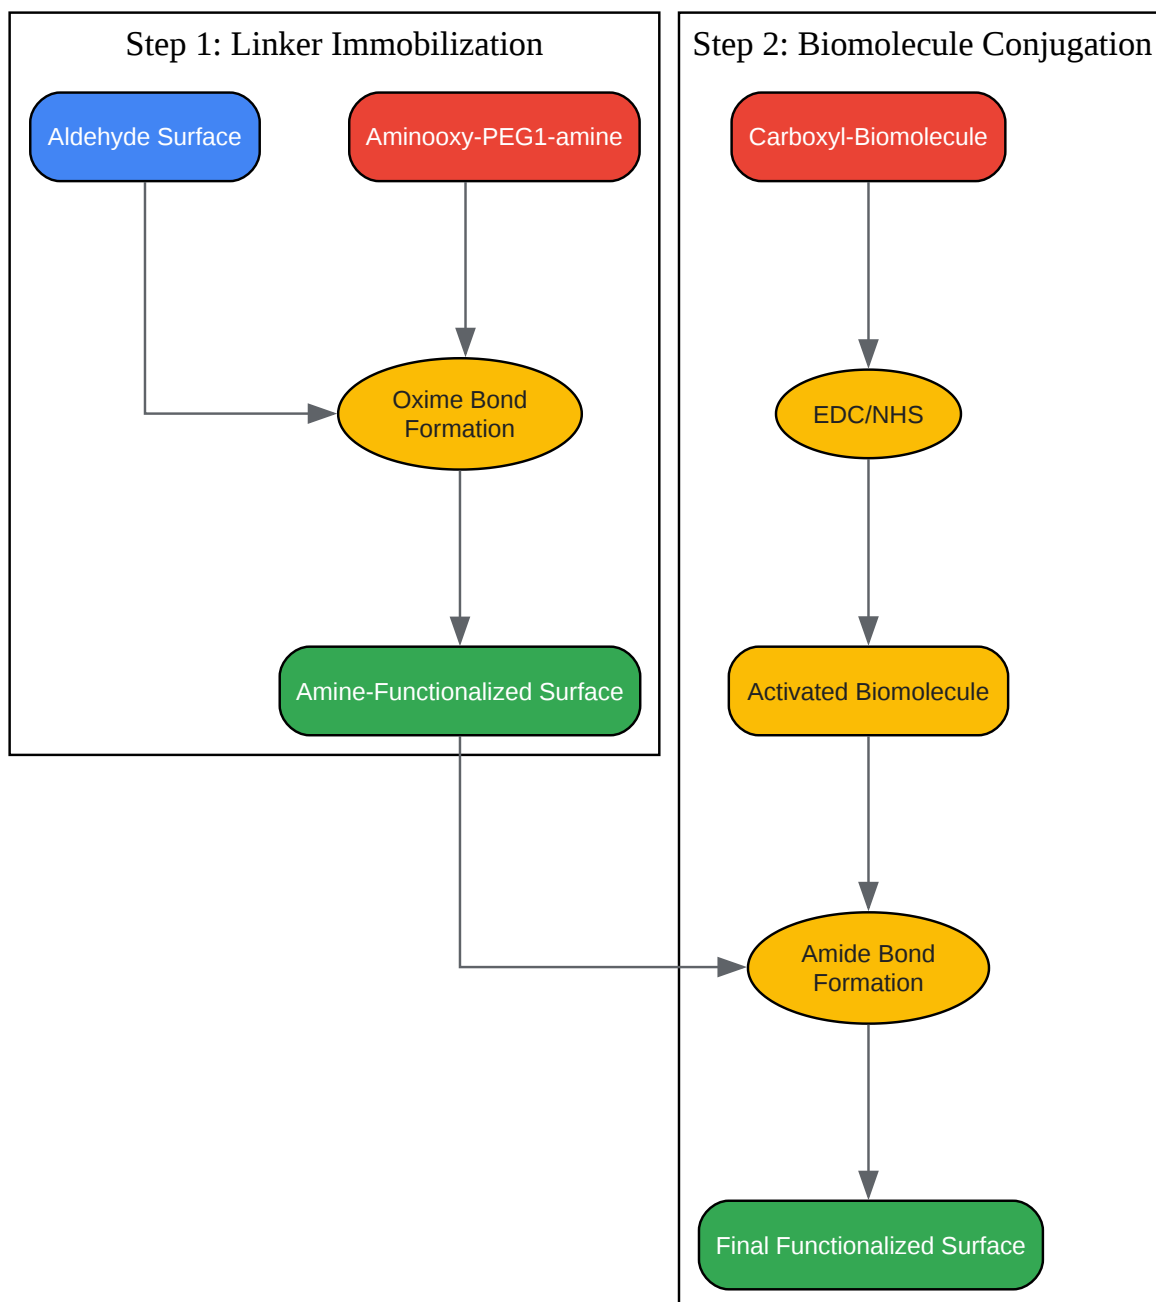 Step 1: Linker Immobilization
Aldehyde Surface
Aminooxy-PEG1-amine
Oxime Bond
Formation
Amine-Functionalized Surface
Step 2: Biomolecule Conjugation
Carboxyl-Biomolecule
EDC/NHS
Activated Biomolecule
Amide Bond
Formation
Final Functionalized Surface